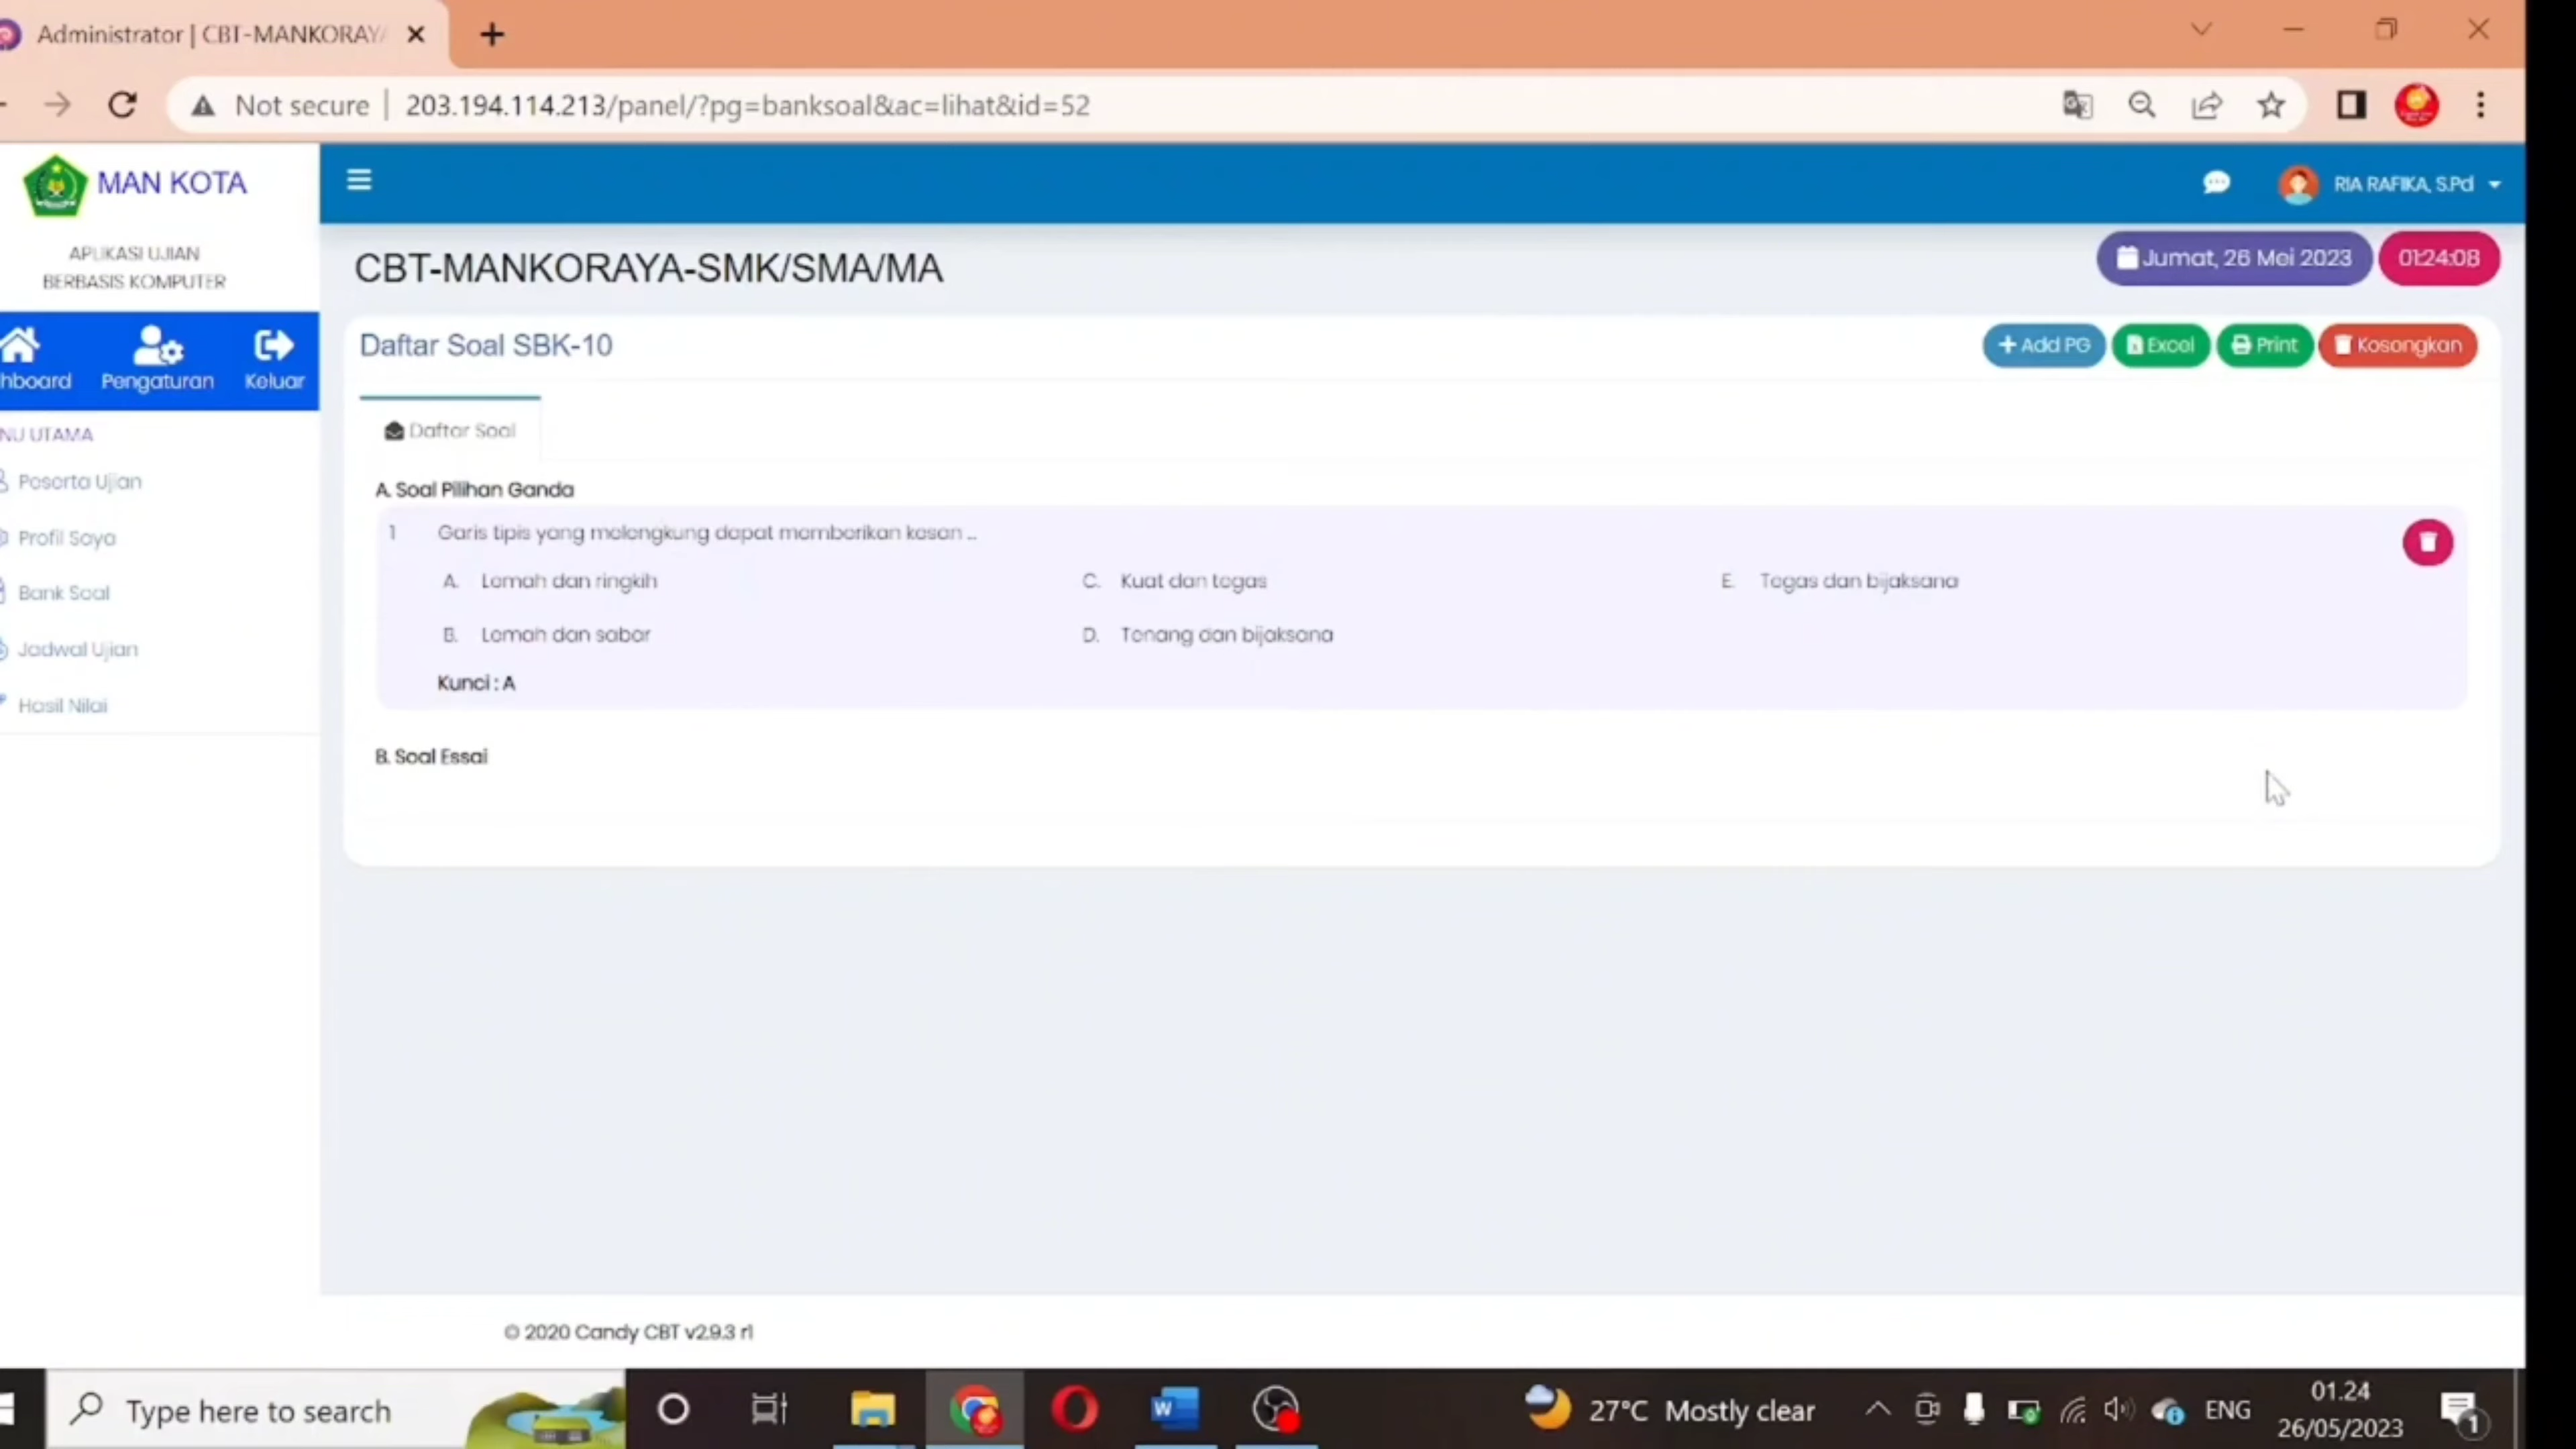 Administrator | CBT-MANKORAYA
Not secure | 203.194.114.213/panel/?pg=banksoal&ac=lihat&id=52
MAN KOTA
RIA RAFIKA, S.Pd
APLIKASI UJIAN
BERBASIS KOMPUTER
CBT-MANKORAYA-SMK/SMA/MA
Jumat, 26 Mei 2023
01:24:08
hboard
Pengaturan
Keluar
Daftar Soal SBK-10
Add PG
Excel
Print
Kosongkan
NU UTAMA
Peserta Ujian
Profil Saya
Bank Soal
Jadwal Ujian
Hasil Nilai
Daftar Soal
A. Soal Pilihan Ganda
1 Garis tipis yang melengkung dapat memberikan kesan ...
A. Lemah dan ringkih
C. Kuat dan tegas
E. Tegas dan bijaksana
B. Lemah dan sabar
D. Tenang dan bijaksana
Kunci : A
B. Soal Essai
© 2020 Candy CBT v2.9.3 r1
Type here to search
27°C Mostly clear
ENG
01.24
26/05/2023
1